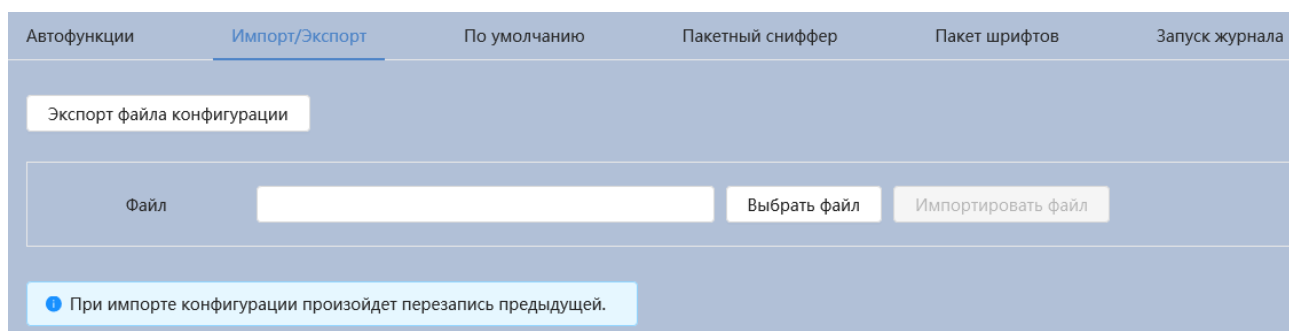 Автофункции Импорт/Экспорт По умолчанию Пакетный сниффер Пакет шрифтов Запуск журнала
Экспорт файла конфигурации
Файл Выбрать файл Импортировать файл
При импорте конфигурации произойдет перезапись предыдущей.